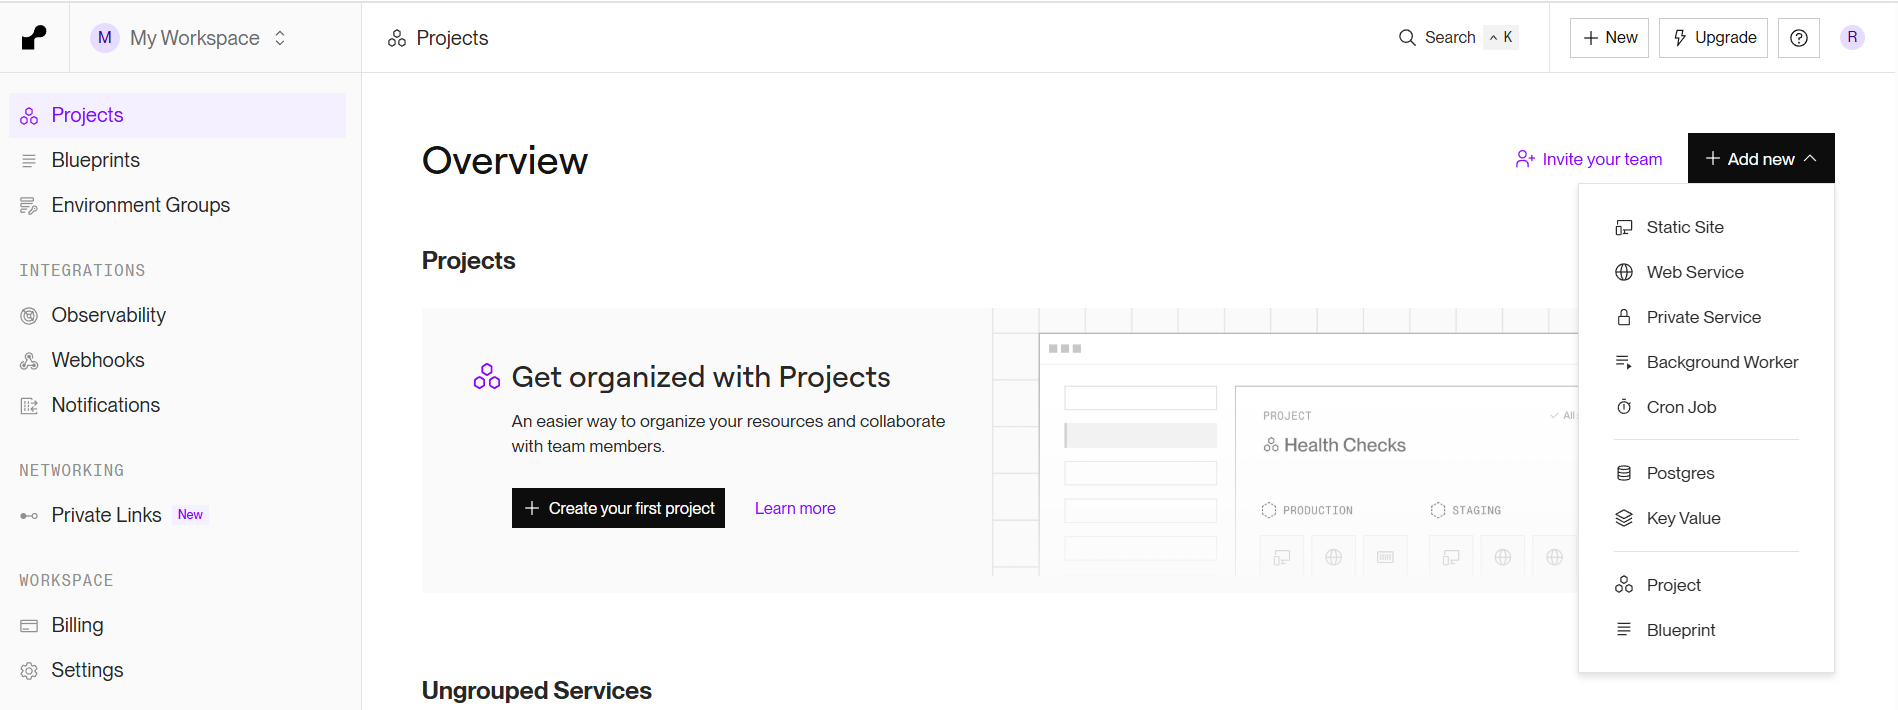 M My Workspace
Projects
Search ^ K
+ New
Upgrade
R
Projects
Blueprints
Environment Groups
INTEGRATIONS
Observability
Webhooks
Notifications
NETWORKING
Private Links New
WORKSPACE
Billing
Settings
Overview
Invite your team
+ Add new
Static Site
Web Service
Private Service
Background Worker
Cron Job
Postgres
Key Value
Project
Blueprint
Projects
Get organized with Projects
An easier way to organize your resources and collaborate
with team members.
+ Create your first project
Learn more
PROJECT
All
Health Checks
PRODUCTION
STAGING
Ungrouped Services